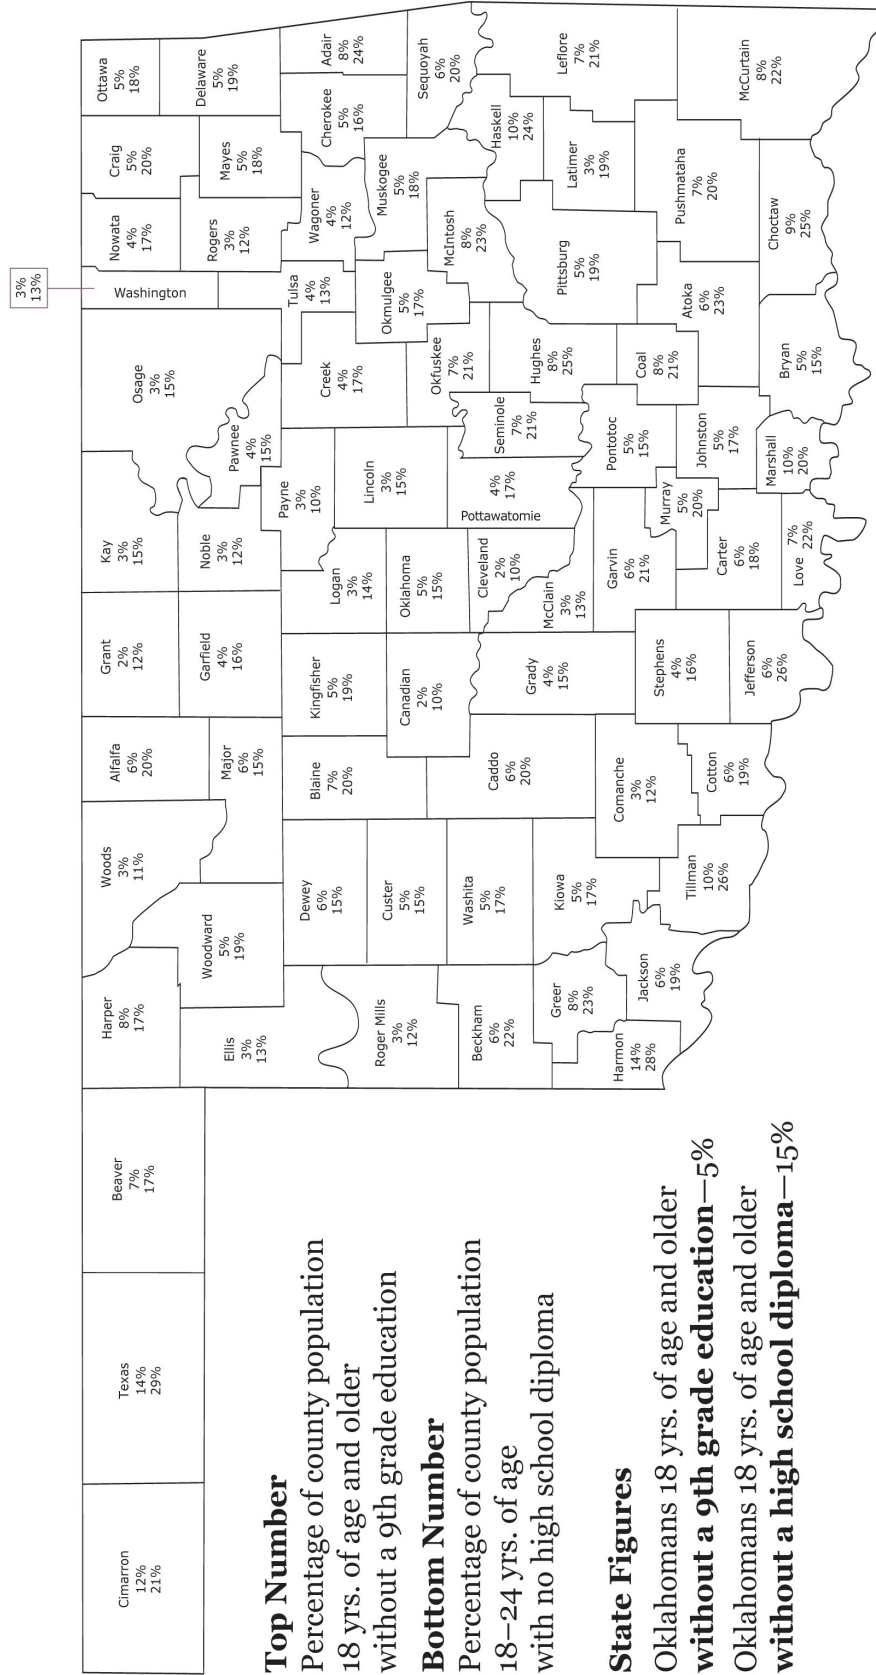 3%
13%
Cimarron
12%
21%
Texas
14%
29%
Beaver
7%
17%
Harper
8%
17%
Woods
3%
11%
Alfalfa
6%
20%
Grant
2%
12%
Kay
3%
15%
Osage
3%
15%
Washington
Nowata
4%
17%
Craig
5%
20%
Ottawa
5%
18%
Ellis
3%
13%
Woodward
5%
19%
Major
6%
15%
Garfield
4%
16%
Noble
3%
12%
Pawnee
4%
15%
Rogers
3%
12%
Mayes
5%
18%
Delaware
5%
19%
Roger Mills
3%
12%
Dewey
6%
15%
Blaine
7%
20%
Kingfisher
5%
19%
Logan
3%
14%
Payne
3%
10%
Creek
4%
17%
Tulsa
4%
13%
Wagoner
4%
12%
Cherokee
5%
16%
Adair
8%
24%
Custer
5%
15%
Canadian
2%
10%
Oklahoma
5%
15%
Lincoln
3%
15%
Okfuskee
7%
21%
Okmulgee
5%
17%
Muskogee
5%
18%
Sequoyah
6%
20%
Beckham
6%
22%
Washita
5%
17%
Caddo
6%
20%
Grady
4%
15%
Cleveland
2%
10%
McClain
3%
13%
4%
17%
Pottawatomie
Seminole
7%
21%
Hughes
8%
25%
McIntosh
8%
23%
Haskell
10%
24%
Leflore
7%
21%
Greer
8%
23%
Kiowa
5%
17%
Comanche
3%
12%
Garvin
6%
21%
Pontotoc
5%
15%
Coal
8%
21%
Pittsburg
5%
19%
Latimer
3%
19%
Harmon
14%
28%
Jackson
6%
19%
Tillman
10%
26%
Cotton
6%
19%
Stephens
4%
16%
Murray
5%
20%
Johnston
5%
17%
Atoka
6%
23%
Pushmataha
7%
20%
McCurtain
8%
22%
Jefferson
6%
26%
Carter
6%
18%
Love
7%
22%
Marshall
10%
20%
Bryan
5%
15%
Choctaw
9%
25%
Top Number
Percentage of county population
18 yrs. of age and older
without a 9th grade education
Bottom Number
Percentage of county population
18–24 yrs. of age
with no high school diploma
State Figures
Oklahomans 18 yrs. of age and older
without a 9th grade education—5%
Oklahomans 18 yrs. of age and older
without a high school diploma—15%